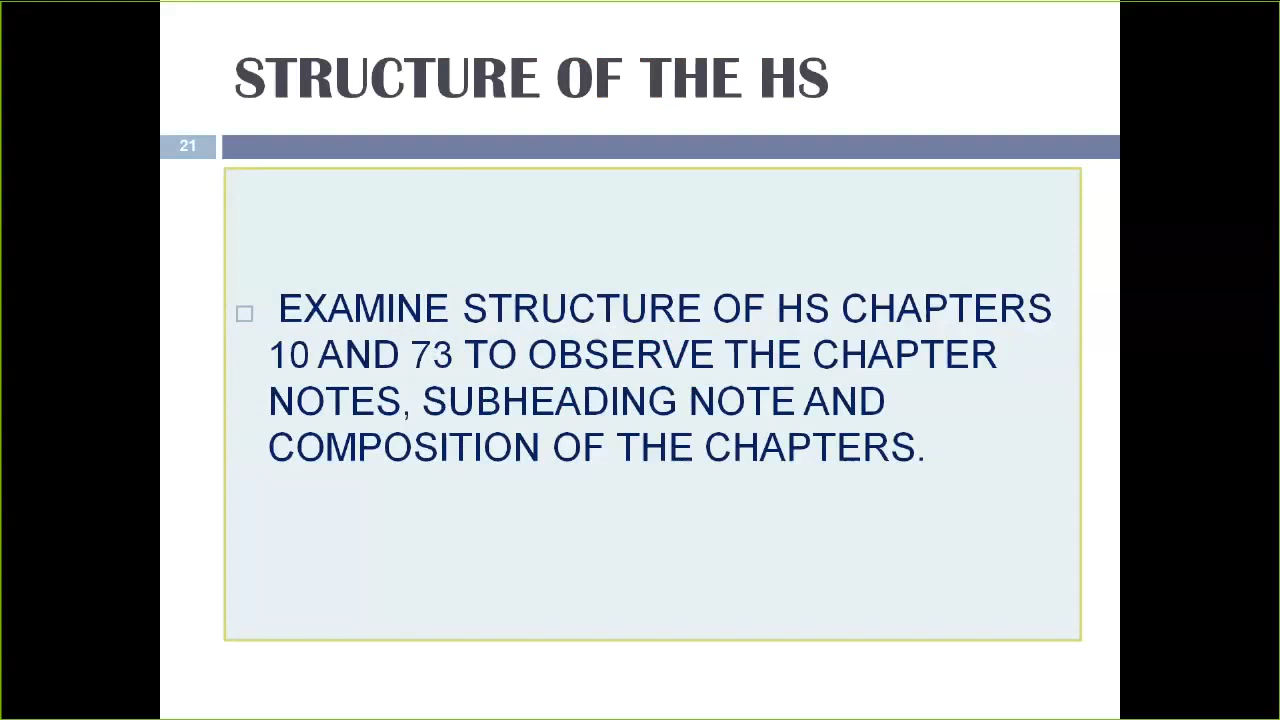 STRUCTURE OF THE HS
21
EXAMINE STRUCTURE OF HS CHAPTERS
10 AND 73 TO OBSERVE THE CHAPTER
NOTES, SUBHEADING NOTE AND
COMPOSITION OF THE CHAPTERS.